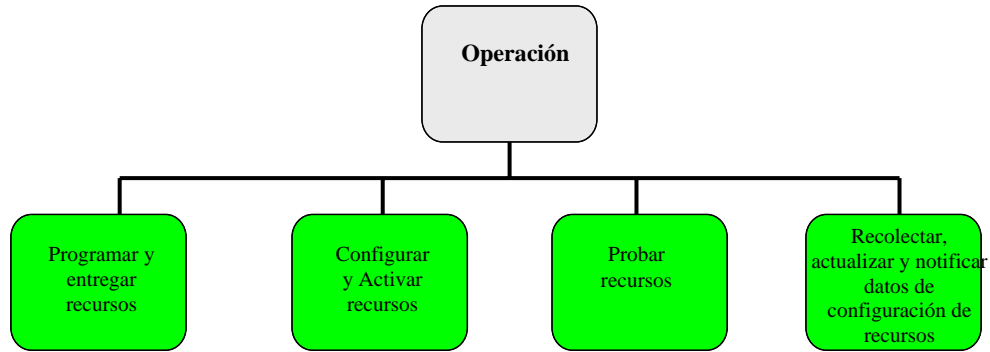 Operación
Programar y
entregar
recursos
Configurar
y Activar
recursos
Probar
recursos
Recolectar,
actualizar y notificar
datos de
configuración de
recursos